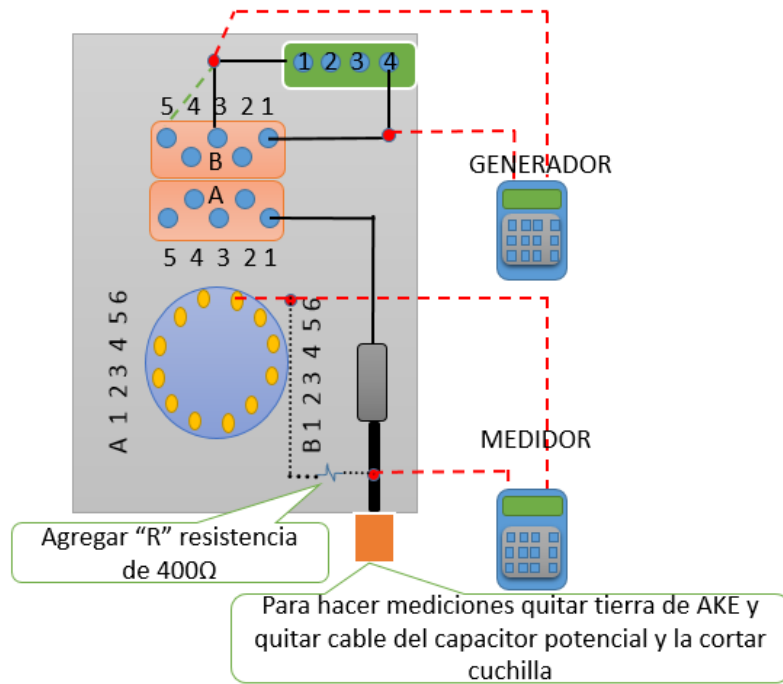 1 2 3 4
5 4 3 2 1
B
A
5 4 3 2 1
GENERADOR
A 1 2 3 4 5 6
B 1 2 3 4 5 6
MEDIDOR
Agregar “R” resistencia
de 400Ω
Para hacer mediciones quitar tierra de AKE y
quitar cable del capacitor potencial y la cortar
cuchilla